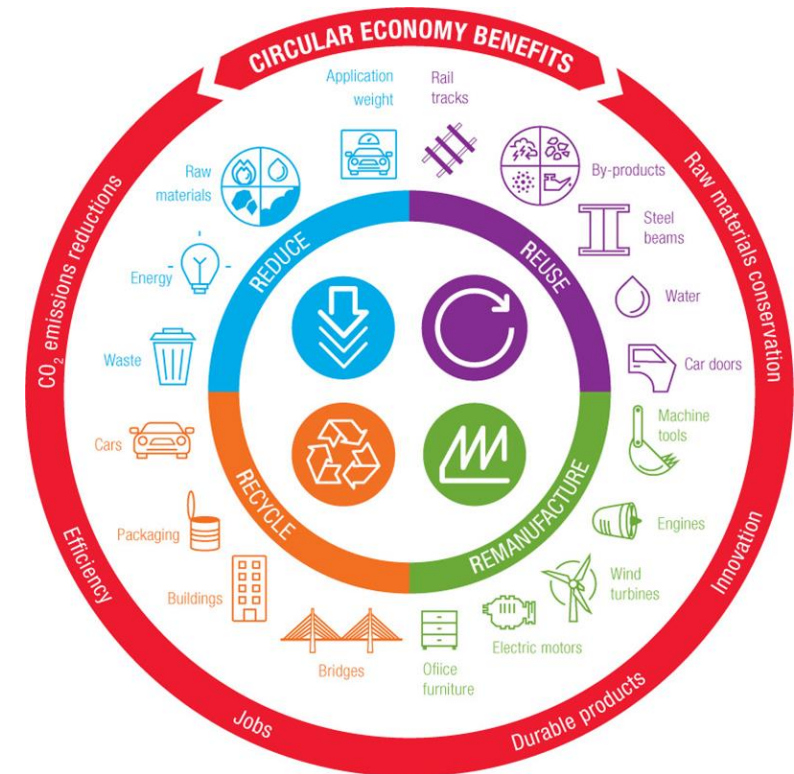 CIRCULAR ECONOMY BENEFITS
Raw materials conservation
Innovation
Durable products
Jobs
Efficiency
CO₂ emissions reductions
REDUCE
Application
weight
Raw
materials
Energy
Waste
REUSE
Rail
tracks
By-products
Steel
beams
Water
Car doors
REMANUFACTURE
Machine
tools
Engines
Wind
turbines
Electric motors
Ofiice
furniture
RECYCLE
Cars
Packaging
Buildings
Bridges